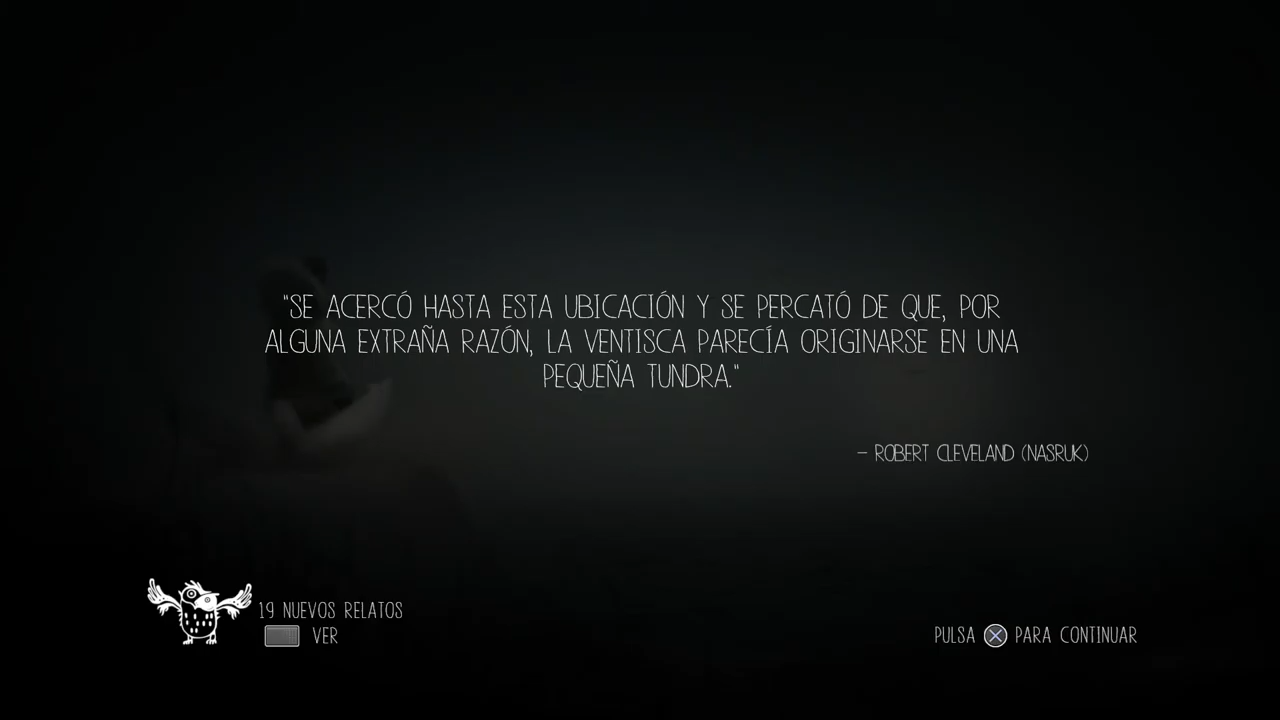 "SE ACERCÓ HASTA ESTA UBICACIÓN Y SE PERCATÓ DE QUE, POR
ALGUNA EXTRAÑA RAZÓN, LA VENTISCA PARECÍA ORIGINARSE EN UNA
PEQUEÑA TUNDRA."
– ROBERT CLEVELAND (NASRUK)
19 NUEVOS RELATOS
VER
PULSA PARA CONTINUAR